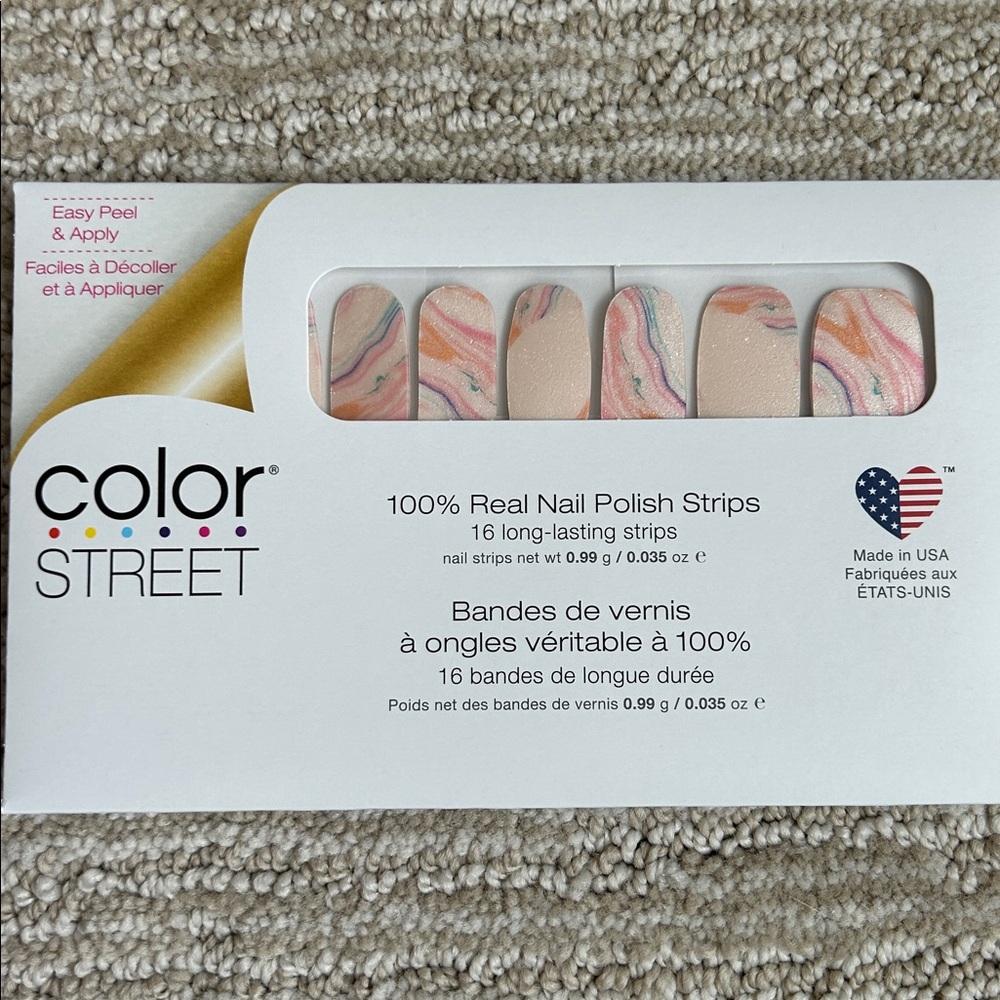 Easy Peel
& Apply
Faciles à Décoller
et à Appliquer
color®
STREET
100% Real Nail Polish Strips
16 long-lasting strips
nail strips net wt 0.99 g / 0.035 oz ℮
Bandes de vernis
à ongles véritable à 100%
16 bandes de longue durée
Poids net des bandes de vernis 0.99 g / 0.035 oz ℮
™
Made in USA
Fabriquées aux
ÉTATS-UNIS